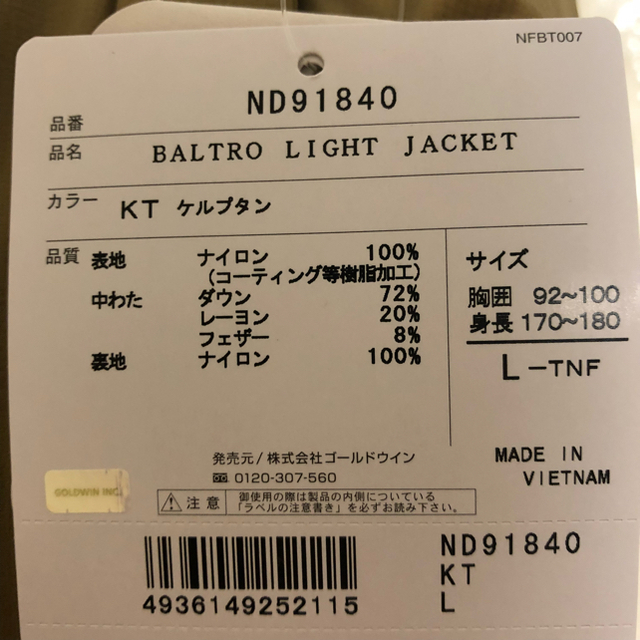 NFBT007
品番 ND91840
品名 BALTRO LIGHT JACKET
カラー KT ケルプタン
品質 表地 ナイロン 100%
(コーティング等樹脂加工)
中わた ダウン 72%
レーヨン 20%
フェザー 8%
裏地 ナイロン 100%
サイズ
胸囲 92~100
身長 170~180
L-TNF
発売元/株式会社ゴールドウイン
0120-307-560
MADE IN
VIETNAM
GOLDWIN INC.
注意 御使用の際は製品の内側についている
「ラベルの注意書き」を必ずお読み下さい。
4936149252115
ND91840
KT
L